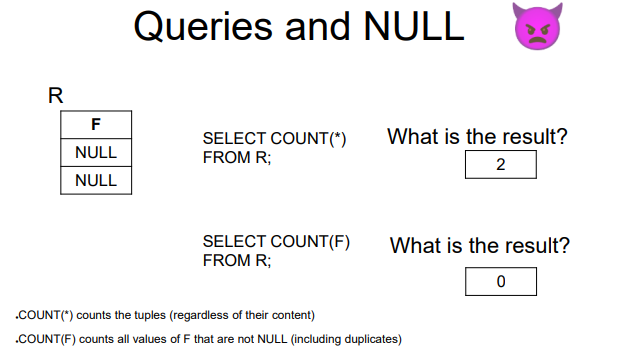 Queries and NULL
R
F
NULL
NULL
SELECT COUNT(*)
FROM R;
What is the result?
2
SELECT COUNT(F)
FROM R;
What is the result?
0
.COUNT(*) counts the tuples (regardless of their content)
.COUNT(F) counts all values of F that are not NULL (including duplicates)